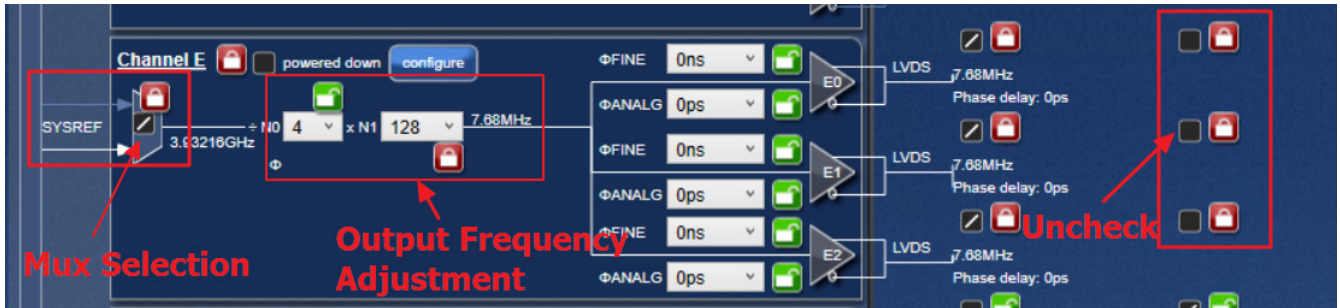 Channel E powered down configure
SYSREF
3.93216GHz
÷ N0 4 x N1 128 7.68MHz
Φ
ΦFINE 0ns
ΦANALG 0ps
E0
LVDS
7.68MHz
Phase delay: 0ps
ΦFINE 0ns
ΦANALG 0ps
E1
LVDS
7.68MHz
Phase delay: 0ps
ΦFINE 0ns
ΦANALG 0ps
E2
LVDS
7.68MHz
Phase delay: 0ps
Mux Selection
Output Frequency
Adjustment
Uncheck